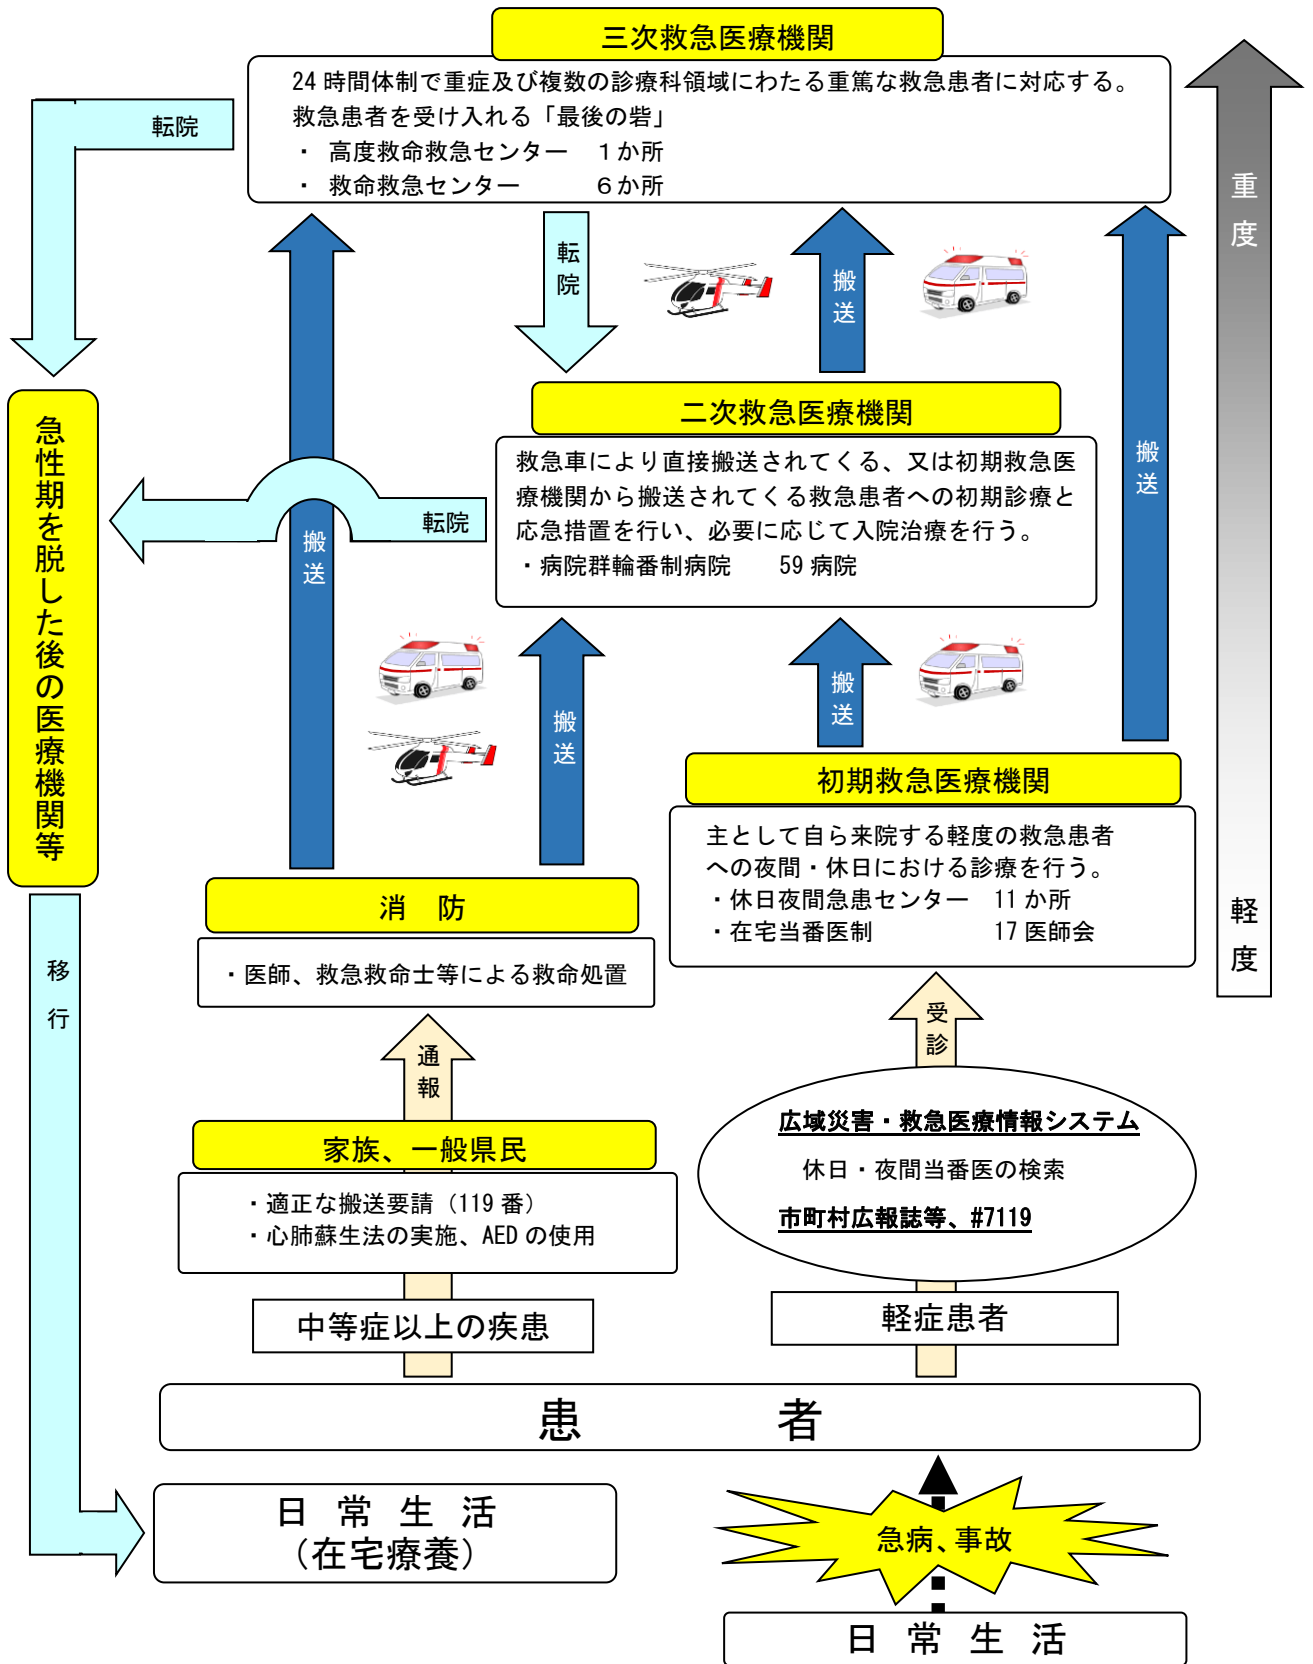 三次救急医療機関
24時間体制で重症及び複数の診療科領域にわたる重篤な救急患者に対応する。
救急患者を受け入れる「最後の砦」
・ 高度救命救急センター 1か所
・ 救命救急センター 6か所
転院
転院
搬送
重度
二次救急医療機関
救急車により直接搬送されてくる、又は初期救急医
療機関から搬送されてくる救急患者への初期診療と
応急措置を行い、必要に応じて入院治療を行う。
・病院群輪番制病院 59病院
転院
搬送
搬送
急性期を脱した後の医療機関等
搬送
搬送
初期救急医療機関
主として自ら来院する軽度の救急患者
への夜間・休日における診療を行う。
・休日夜間急患センター 11か所
・在宅当番医制 17医師会
軽度
消 防
・医師、救急救命士等による救命処置
移行
通報
受診
家族、一般県民
・適正な搬送要請（119番）
・心肺蘇生法の実施、AEDの使用
広域災害・救急医療情報システム
休日・夜間当番医の検索
市町村広報誌等、#7119
中等症以上の疾患
軽症患者
患 者
日 常 生 活
（在宅療養）
急病、事故
日 常 生 活